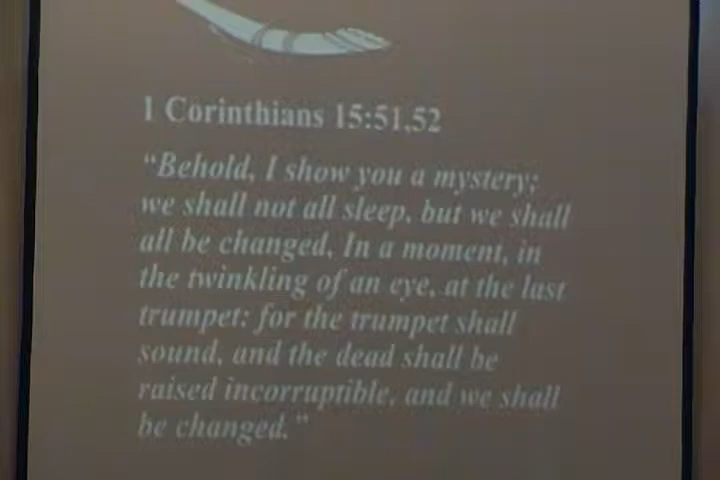 1 Corinthians 15:51,52
“Behold, I show you a mystery;
we shall not all sleep, but we shall
all be changed, In a moment, in
the twinkling of an eye, at the last
trumpet: for the trumpet shall
sound, and the dead shall be
raised incorruptible, and we shall
be changed.”